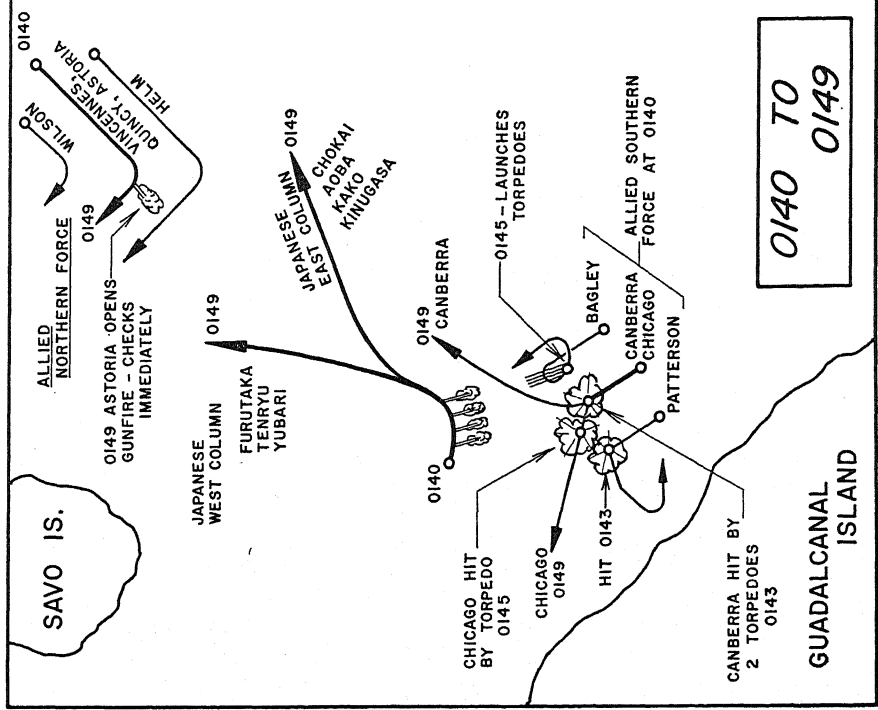 SAVO IS.
ALLIED
NORTHERN FORCE
0149
0149 ASTORIA OPENS
GUNFIRE - CHECKS
IMMEDIATELY
WILSON
0140
VINCENNES,
QUINCY, ASTORIA
HELM
JAPANESE
WEST COLUMN
FURUTAKA
TENRYU
YUBARI
0149
JAPANESE
EAST COLUMN
0149
CHOKAI
AOBA
KAKO
KINUGASA
0140
0149
CANBERRA
0145-LAUNCHES
TORPEDOES
BAGLEY
CANBERRA
CHICAGO
PATTERSON
ALLIED SOUTHERN
FORCE AT 0140
CHICAGO HIT
BY TORPEDO
0145
CHICAGO
0149
HIT 0143
CANBERRA HIT BY
2 TORPEDOES
0143
GUADALCANAL
ISLAND
0140 TO
0149